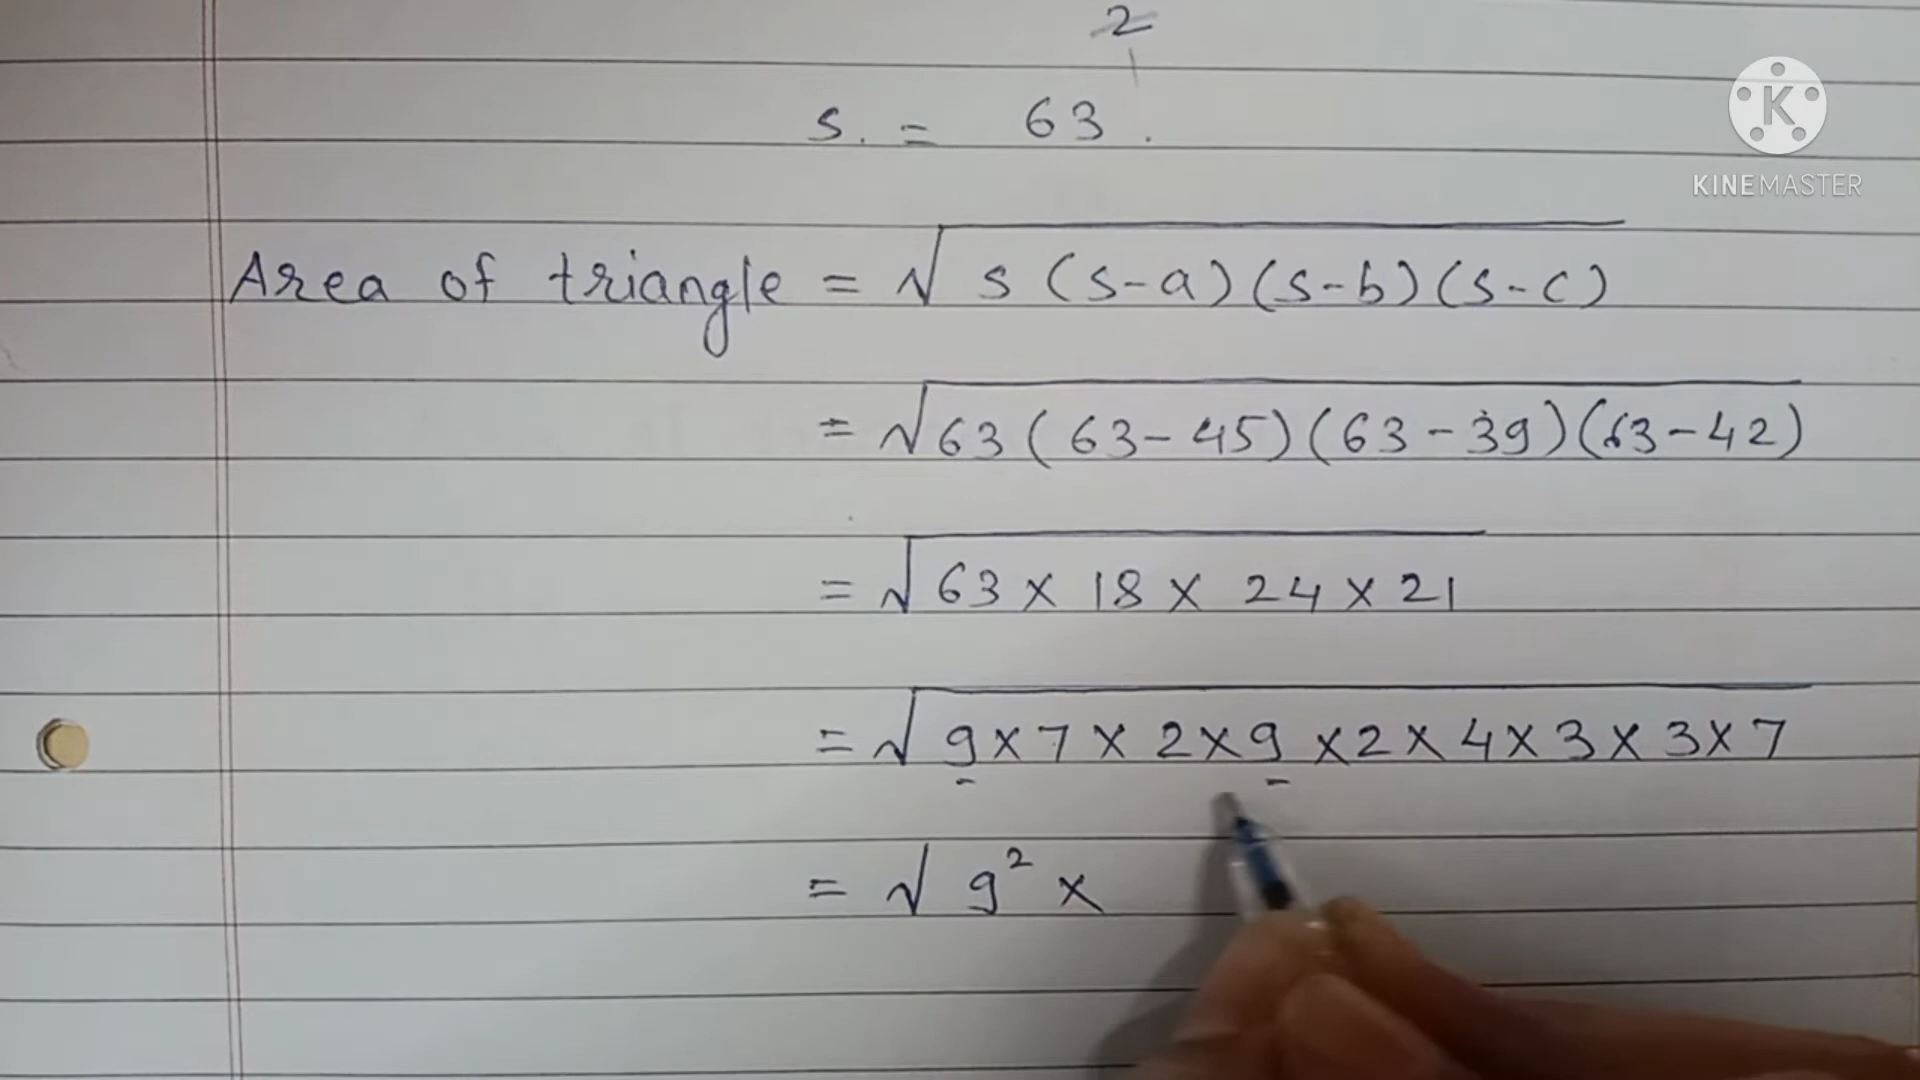 2
1
s. = 63.
K
KINEMASTER
Area of triangle = √s(s-a)(s-b)(s-c)
= √63(63-45)(63-39)(63-42)
= √63 × 18 × 24 × 21
= √9×7×2×9×2×4×3×3×7
= √9² ×